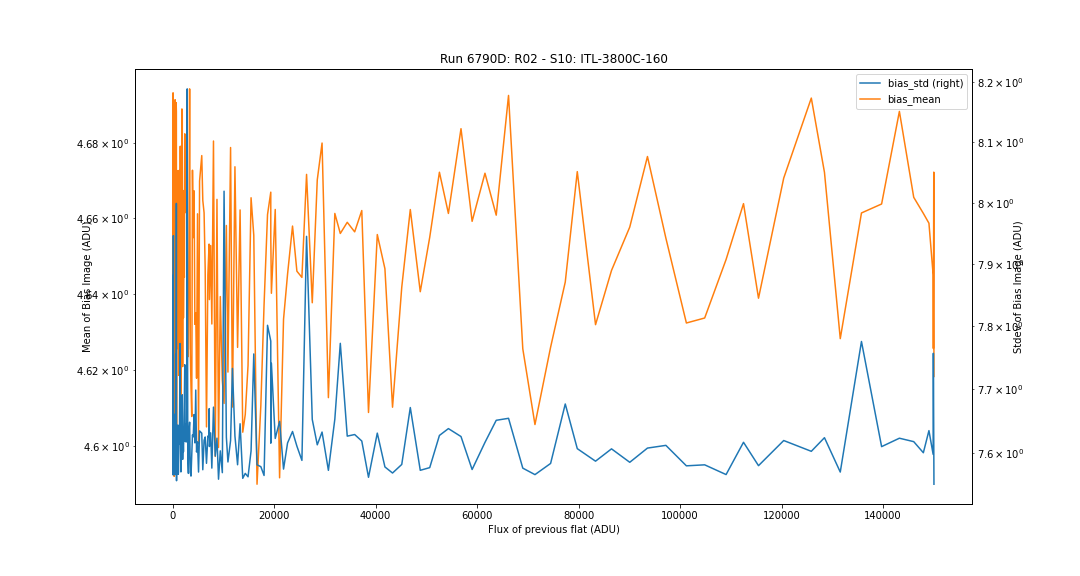 Run 6790D: R02 - S10: ITL-3800C-160
bias_std (right)
bias_mean
Mean of Bias Image (ADU)
4.68 × 10⁰
4.66 × 10⁰
4.64 × 10⁰
4.62 × 10⁰
4.6 × 10⁰
8.2 × 10⁰
8.1 × 10⁰
8 × 10⁰
7.9 × 10⁰
7.8 × 10⁰
7.7 × 10⁰
7.6 × 10⁰
Stdev of Bias Image (ADU)
0 20000 40000 60000 80000 100000 120000 140000
Flux of previous flat (ADU)